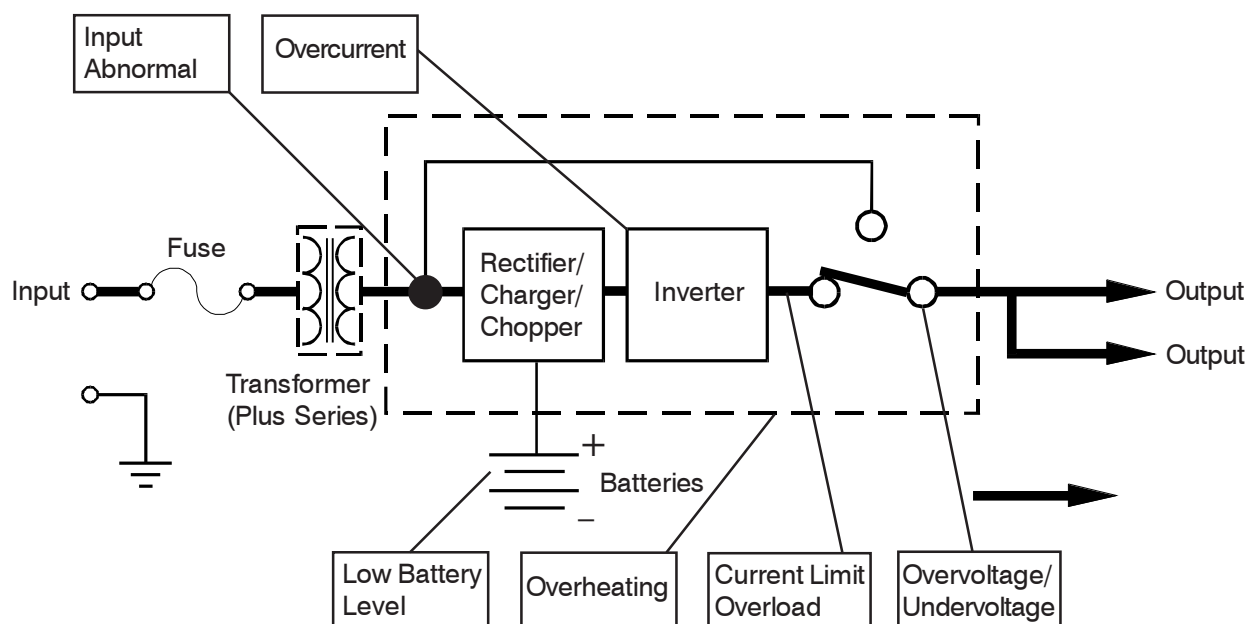 Input
Abnormal
Overcurrent
Fuse
Input
Rectifier/
Charger/
Chopper
Inverter
Output
Output
Transformer
(Plus Series)
+
Batteries
–
Low Battery
Level
Overheating
Current Limit
Overload
Overvoltage/
Undervoltage